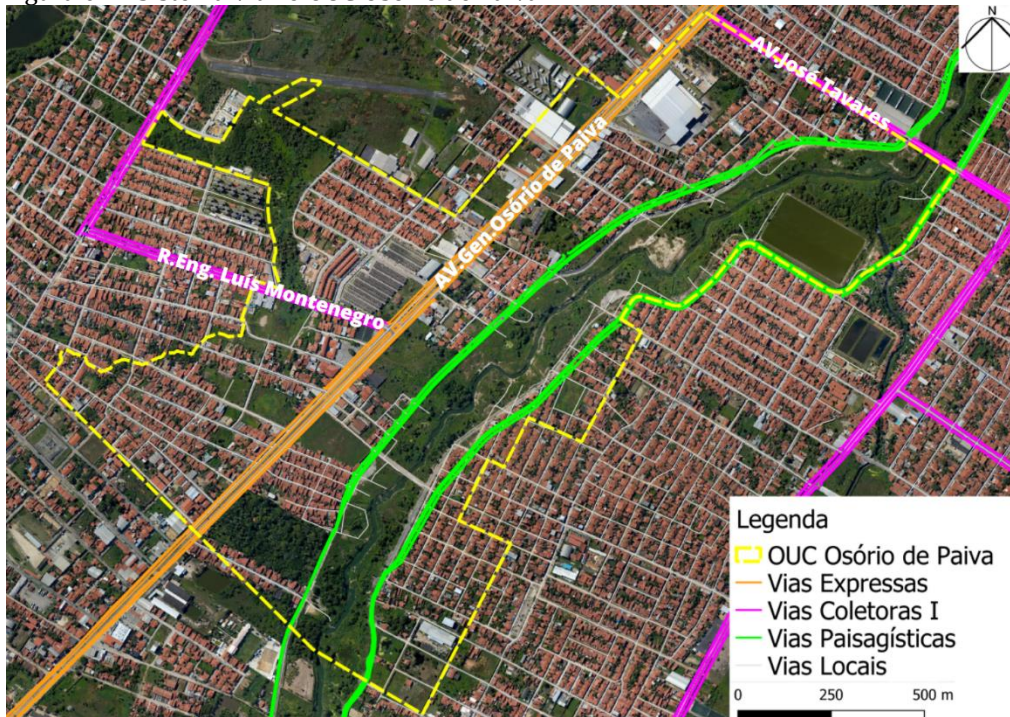 N
AV.José Tavares
AV.Gen.Osório de Paiva
R.Eng. Luís Montenegro
Legenda
OUC Osório de Paiva
Vias Expressas
Vias Coletoras I
Vias Paisagísticas
Vias Locais
0 250 500 m